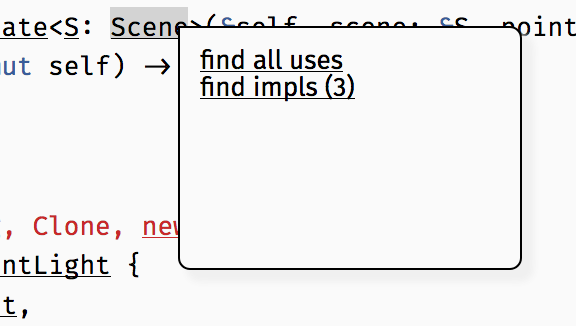 ate<S: Scene>(&self, scene: &S, point
ut self) ->
find all uses
find impls (3)
, Clone, new
ntLight {
t,